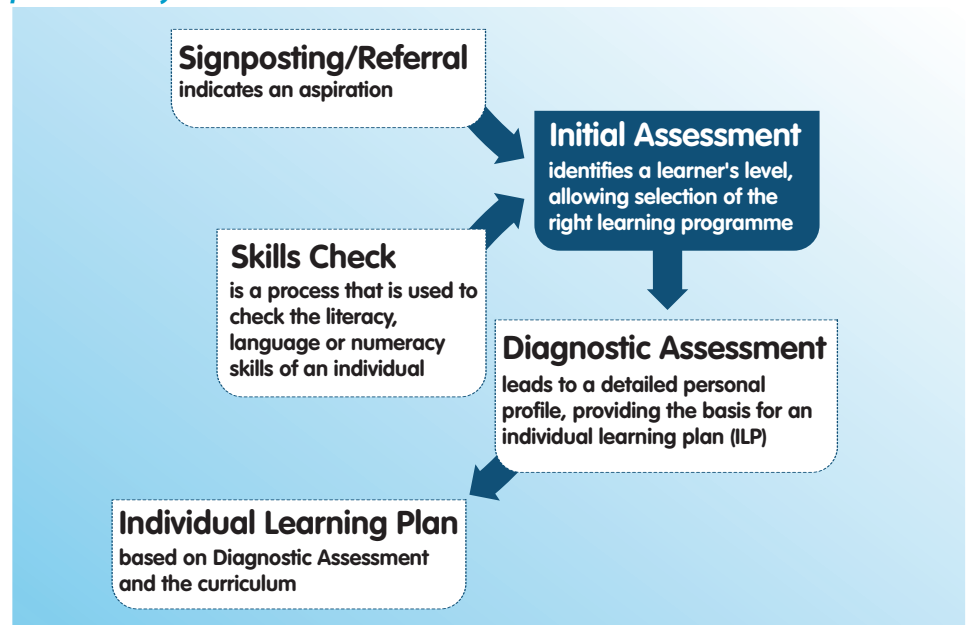 Signposting/Referral
indicates an aspiration
Initial Assessment
identifies a learner's level,
allowing selection of the
right learning programme
Skills Check
is a process that is used to
check the literacy,
language or numeracy
skills of an individual
Diagnostic Assessment
leads to a detailed personal
profile, providing the basis for an
individual learning plan (ILP)
Individual Learning Plan
based on Diagnostic Assessment
and the curriculum